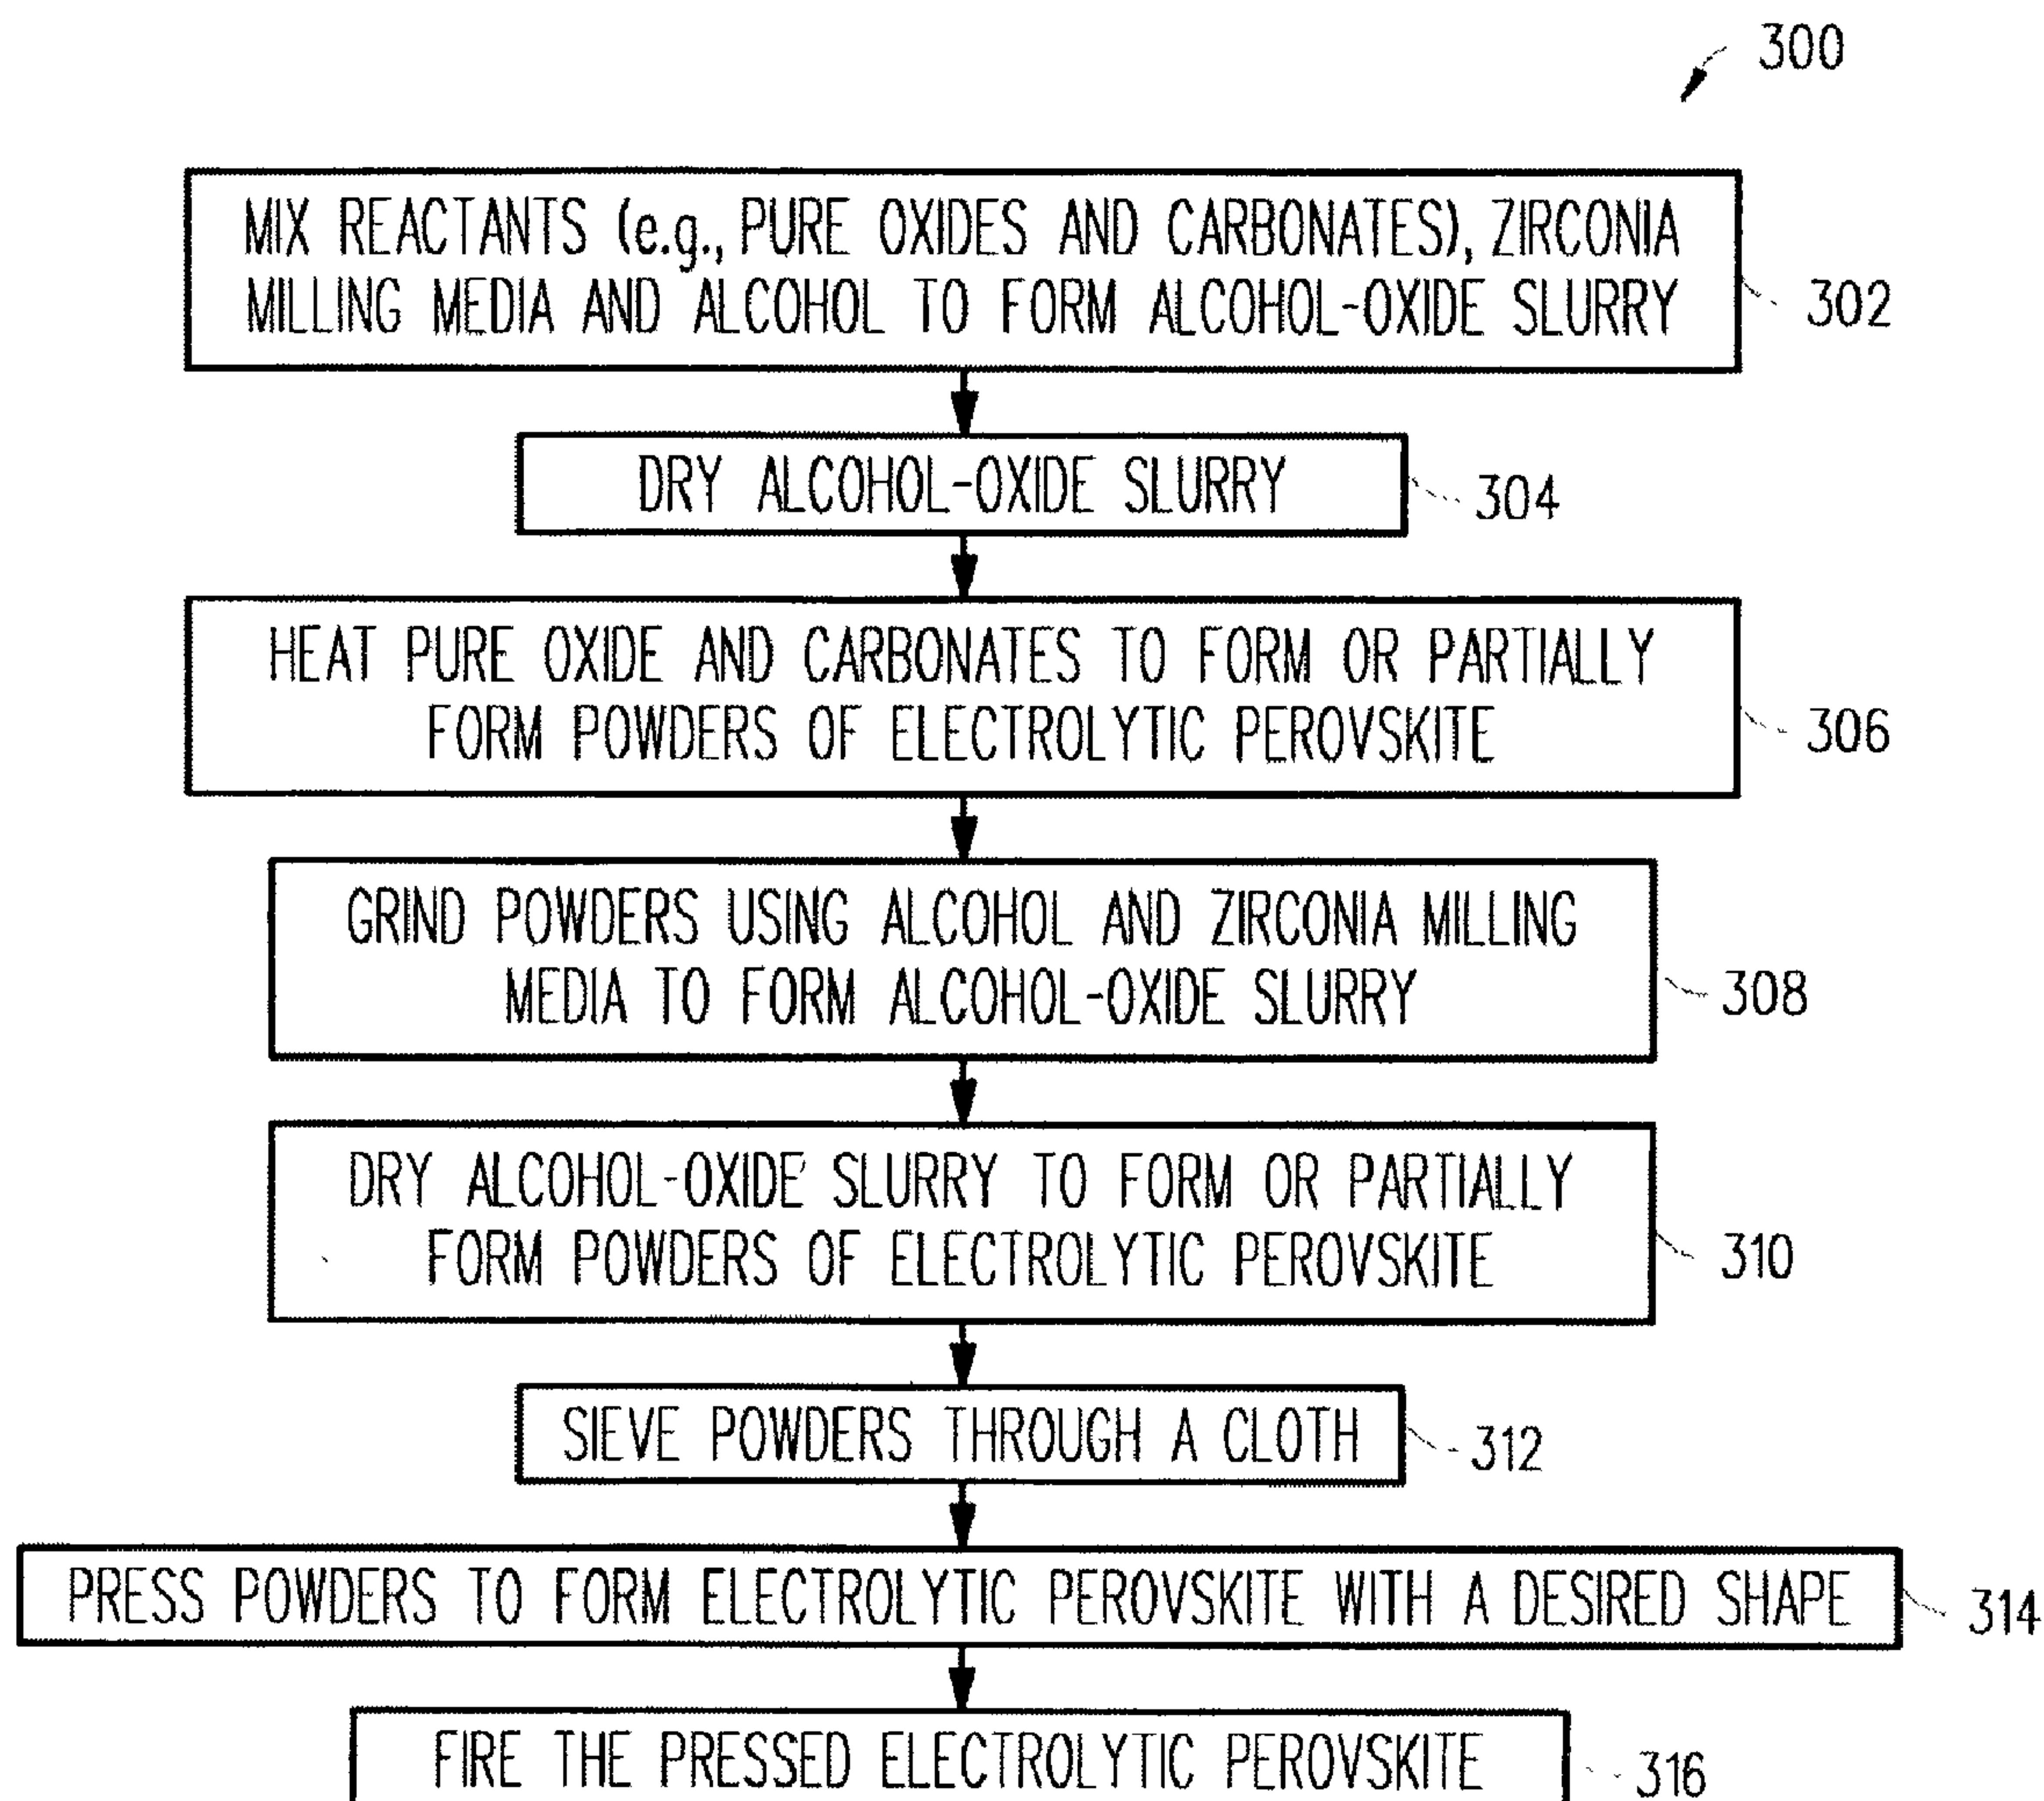 300
MIX REACTANTS (e.g., PURE OXIDES AND CARBONATES), ZIRCONIA
MILLING MEDIA AND ALCOHOL TO FORM ALCOHOL-OXIDE SLURRY
302
DRY ALCOHOL-OXIDE SLURRY
304
HEAT PURE OXIDE AND CARBONATES TO FORM OR PARTIALLY
FORM POWDERS OF ELECTROLYTIC PEROVSKITE
306
GRIND POWDERS USING ALCOHOL AND ZIRCONIA MILLING
MEDIA TO FORM ALCOHOL-OXIDE SLURRY
308
DRY ALCOHOL-OXIDE SLURRY TO FORM OR PARTIALLY
FORM POWDERS OF ELECTROLYTIC PEROVSKITE
310
SIEVE POWDERS THROUGH A CLOTH
312
PRESS POWDERS TO FORM ELECTROLYTIC PEROVSKITE WITH A DESIRED SHAPE
314
FIRE THE PRESSED ELECTROLYTIC PEROVSKITE
316